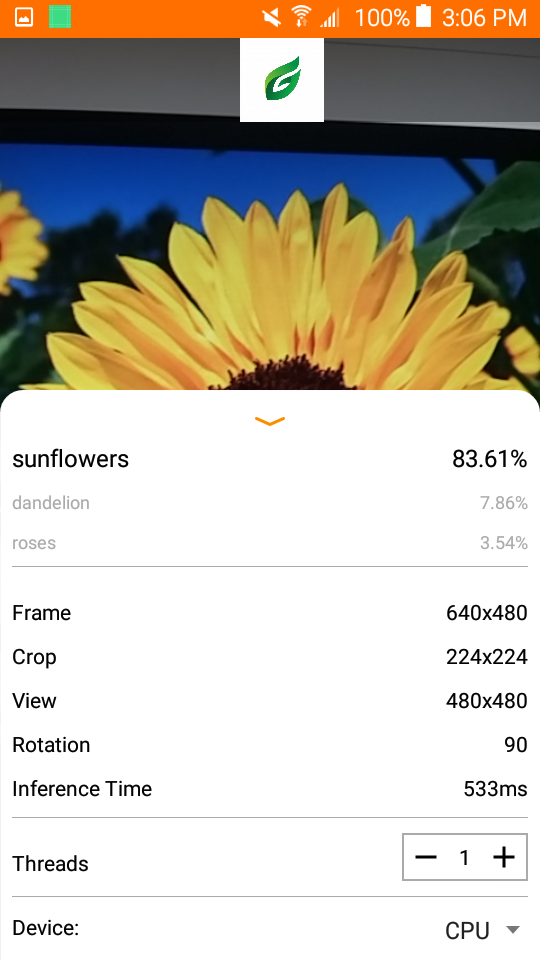 100% 3:06 PM
sunflowers 83.61%
dandelion 7.86%
roses 3.54%
Frame 640x480
Crop 224x224
View 480x480
Rotation 90
Inference Time 533ms
Threads 1
Device: CPU